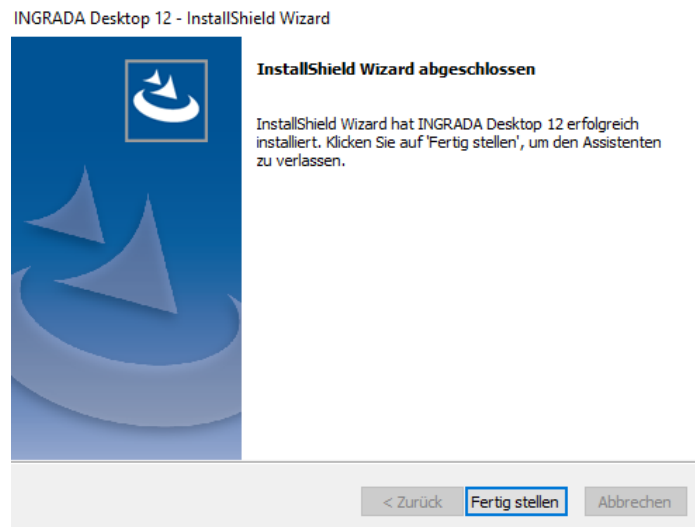 INGRADA Desktop 12 - InstallShield Wizard
InstallShield Wizard abgeschlossen
InstallShield Wizard hat INGRADA Desktop 12 erfolgreich
installiert. Klicken Sie auf 'Fertig stellen', um den Assistenten
zu verlassen.
< Zurück Fertig stellen Abbrechen